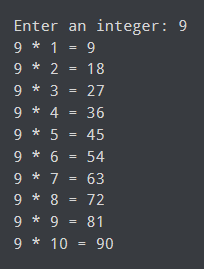 Enter an integer: 9
9 * 1 = 9
9 * 2 = 18
9 * 3 = 27
9 * 4 = 36
9 * 5 = 45
9 * 6 = 54
9 * 7 = 63
9 * 8 = 72
9 * 9 = 81
9 * 10 = 90